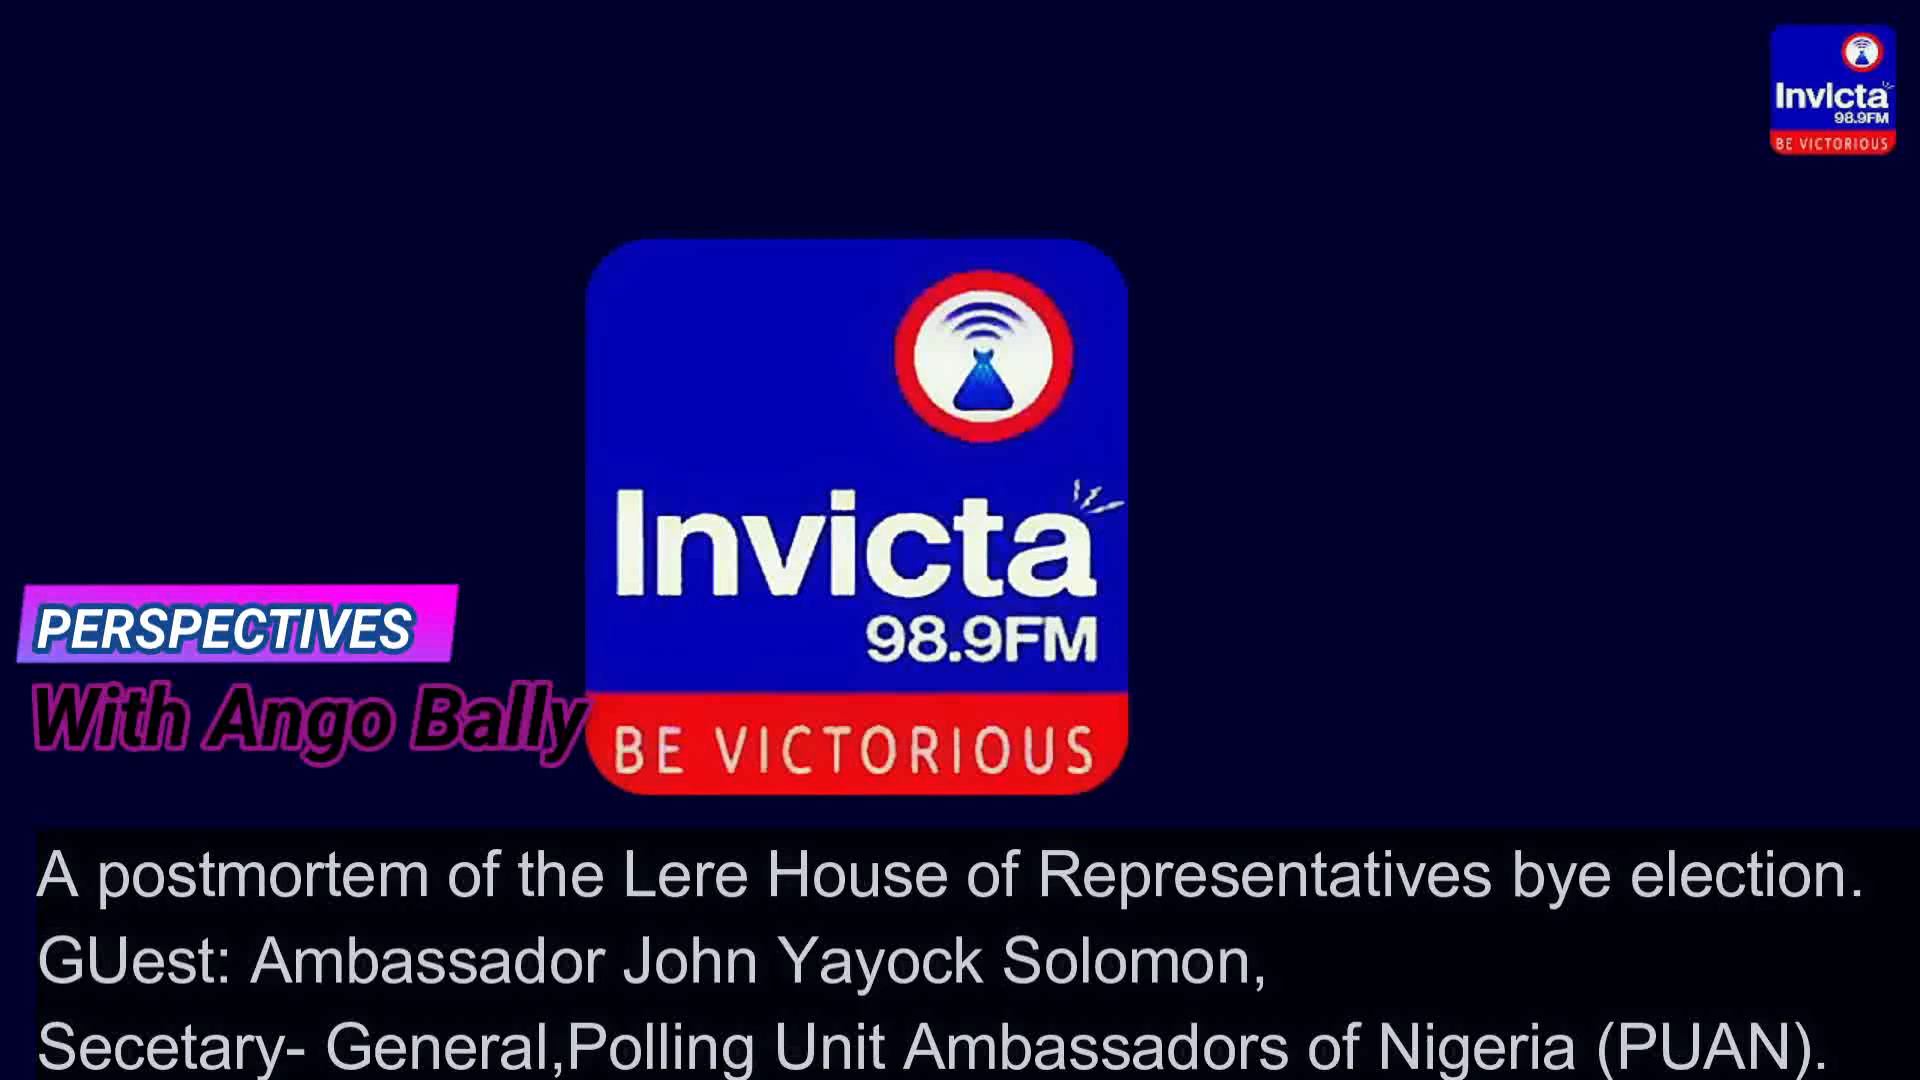 Invicta
98.9FM
BE VICTORIOUS
Invicta
98.9FM
BE VICTORIOUS
PERSPECTIVES
With Ango Bally
A postmortem of the Lere House of Representatives bye election.
GUest: Ambassador John Yayock Solomon,
Secetary- General,Polling Unit Ambassadors of Nigeria (PUAN).